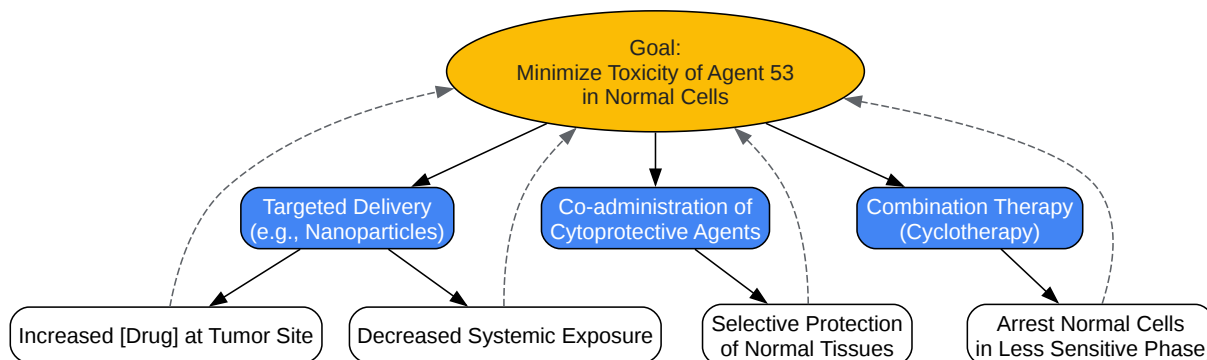 Goal:
Minimize Toxicity of Agent 53
in Normal Cells
Targeted Delivery
(e.g., Nanoparticles)
Co-administration of
Cytoprotective Agents
Combination Therapy
(Cyclotherapy)
Increased [Drug] at Tumor Site
Decreased Systemic Exposure
Selective Protection
of Normal Tissues
Arrest Normal Cells
in Less Sensitive Phase